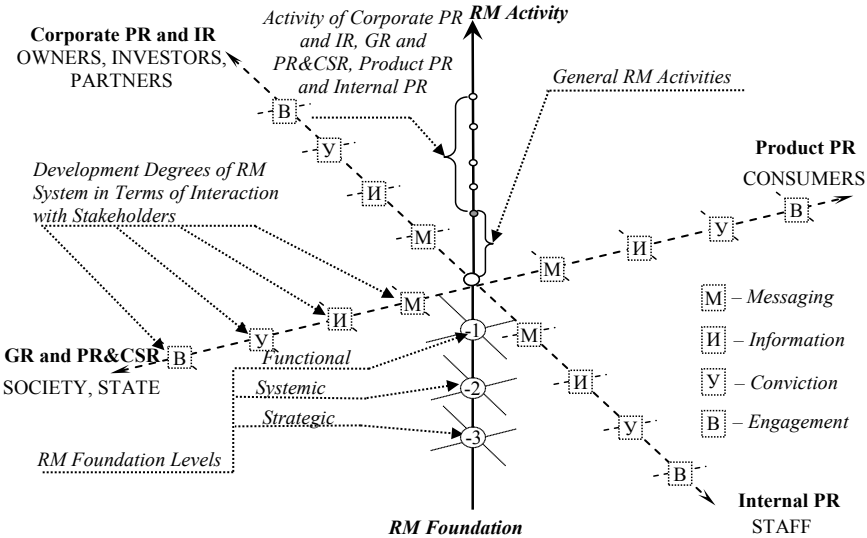 RM Activity
Activity of Corporate PR
and IR, GR and
PR&CSR, Product PR
and Internal PR
Corporate PR and IR
OWNERS, INVESTORS,
PARTNERS
General RM Activities
В
У
И
М
Development Degrees of RM
System in Terms of Interaction
with Stakeholders
Product PR
CONSUMERS
В
У
И
М
М
И
У
В
GR and PR&CSR
SOCIETY, STATE
-1
Functional
-2
Systemic
-3
Strategic
RM Foundation Levels
М
И
У
В
М – Messaging
И – Information
У – Conviction
В – Engagement
Internal PR
STAFF
RM Foundation